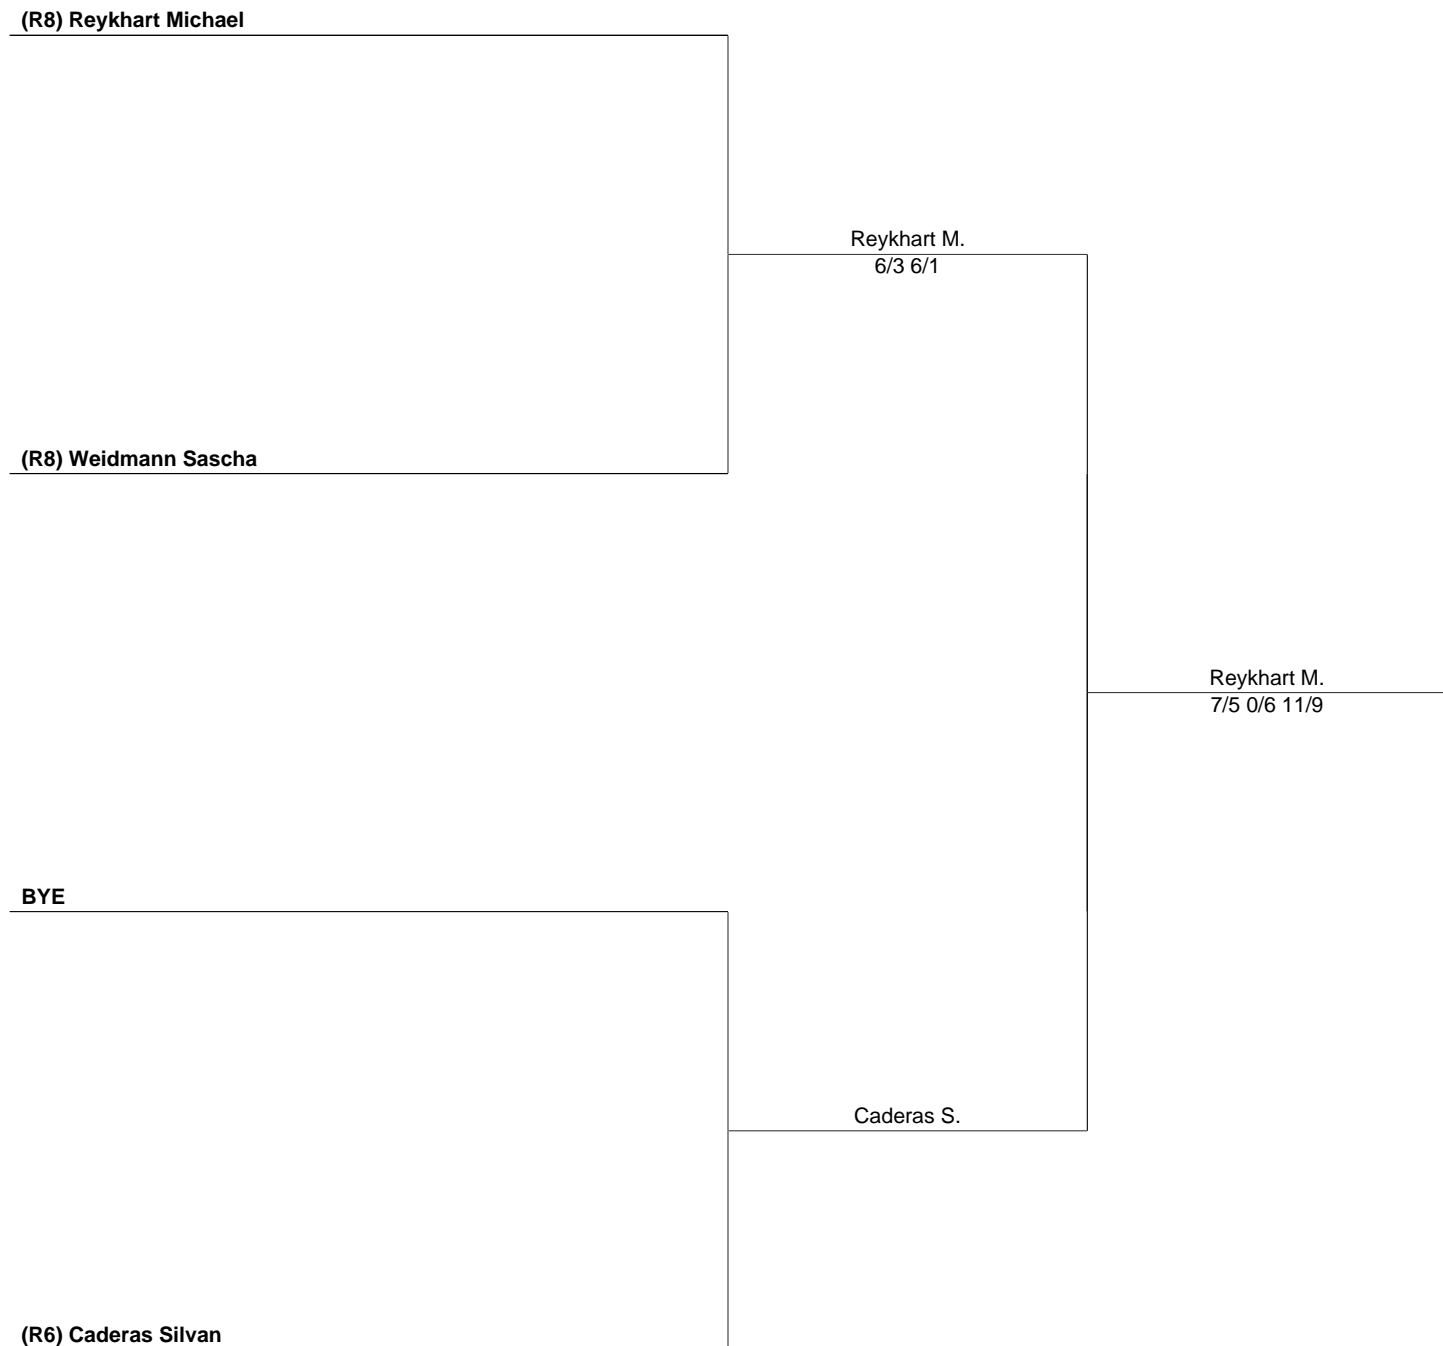 (R8) Reykhart Michael
Reykhart M.
6/3 6/1
(R8) Weidmann Sascha
Reykhart M.
7/5 0/6 11/9
BYE
Caderas S.
(R6) Caderas Silvan